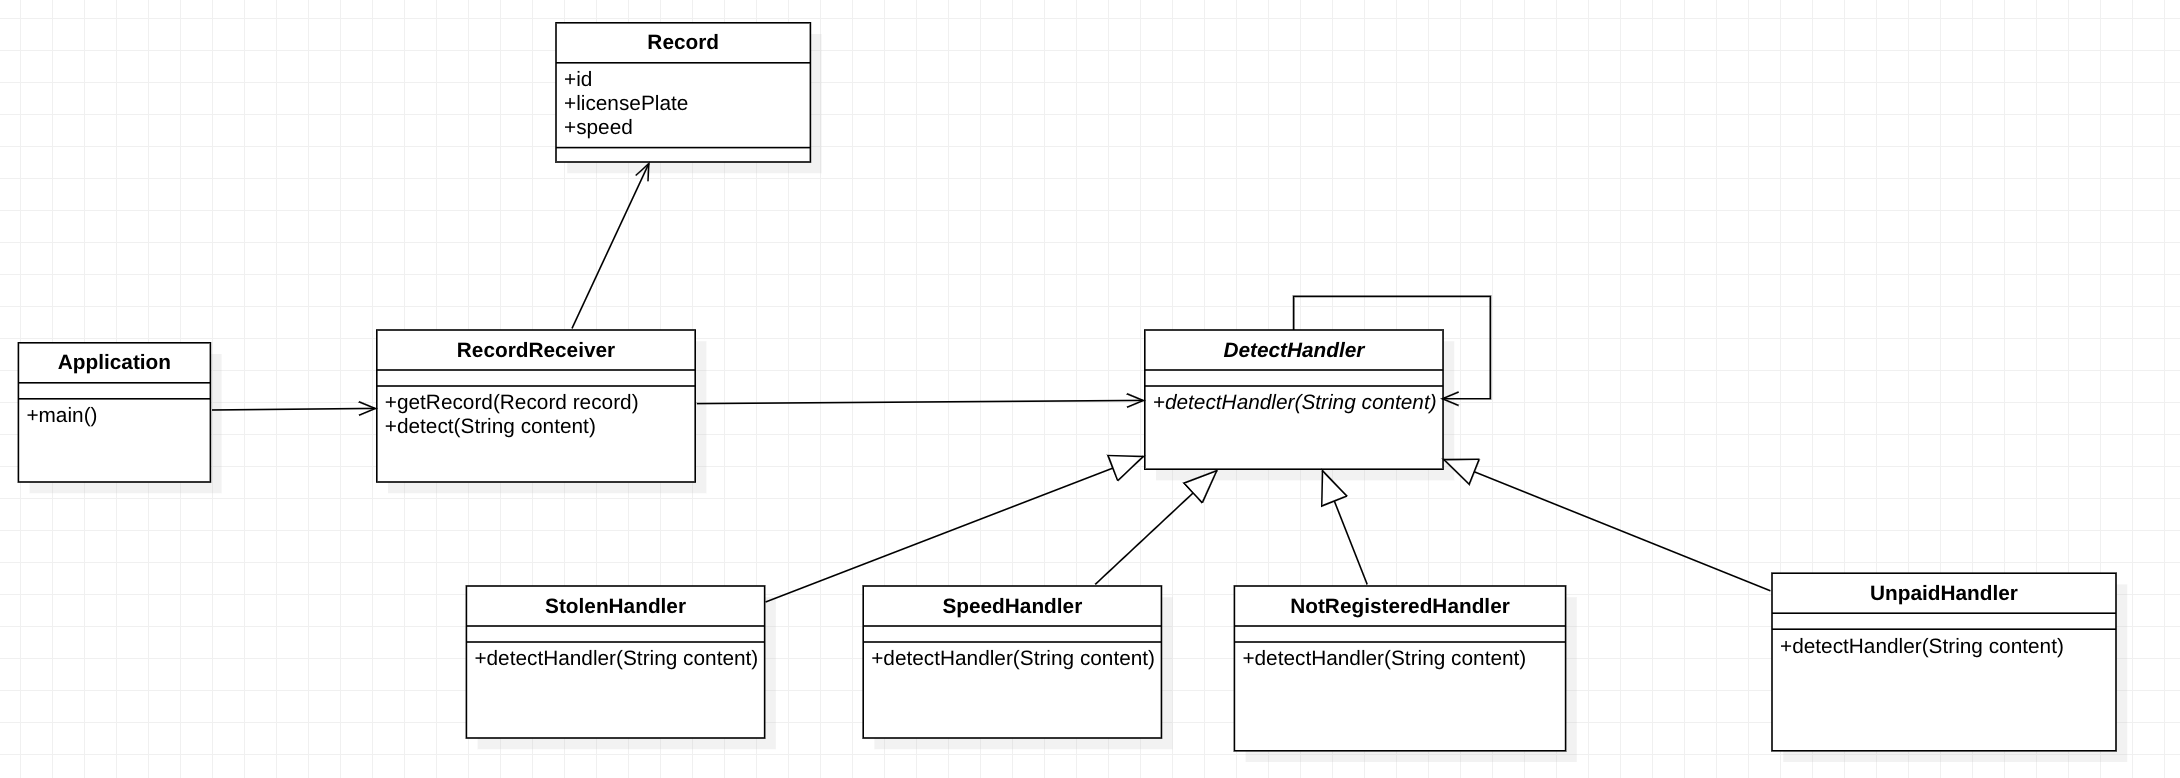 Record
+id
+licensePlate
+speed
Application
+main()
RecordReceiver
+getRecord(Record record)
+detect(String content)
DetectHandler
+detectHandler(String content)
StolenHandler
+detectHandler(String content)
SpeedHandler
+detectHandler(String content)
NotRegisteredHandler
+detectHandler(String content)
UnpaidHandler
+detectHandler(String content)